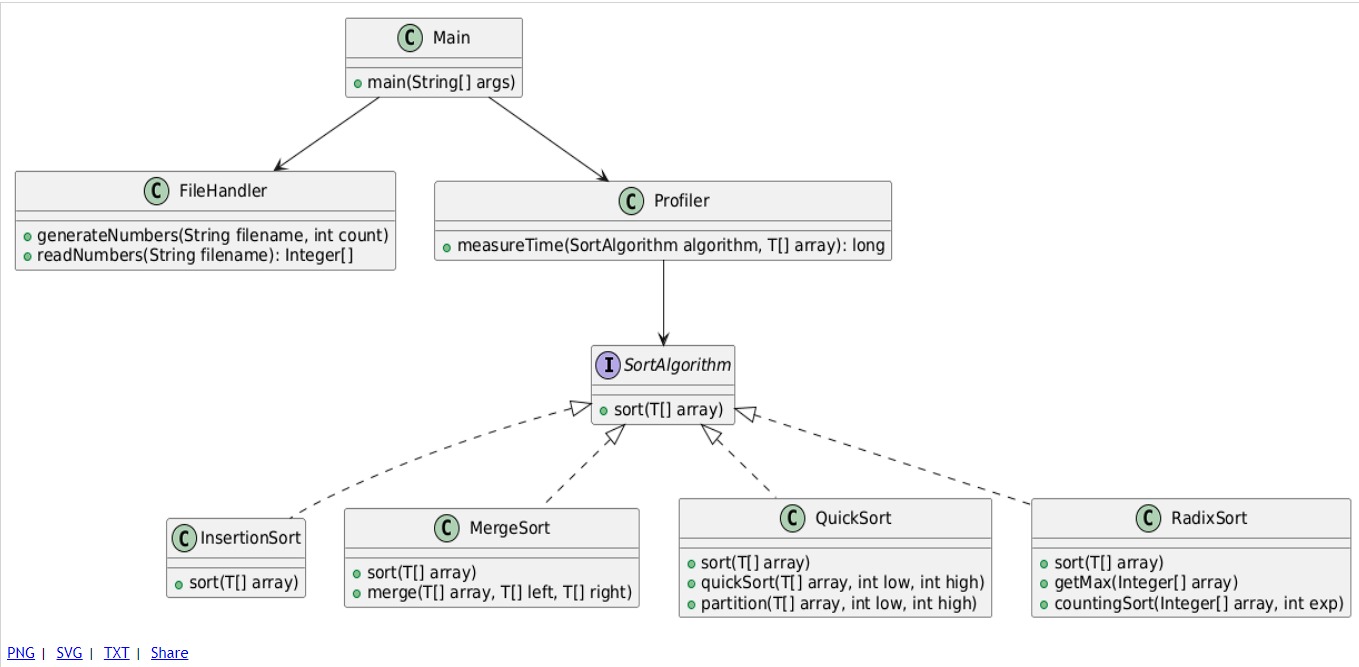 C Main
main(String[] args)
C FileHandler
generateNumbers(String filename, int count)
readNumbers(String filename): Integer[]
C Profiler
measureTime(SortAlgorithm algorithm, T[] array): long
I SortAlgorithm
sort(T[] array)
C InsertionSort
sort(T[] array)
C MergeSort
sort(T[] array)
merge(T[] array, T[] left, T[] right)
C QuickSort
sort(T[] array)
quickSort(T[] array, int low, int high)
partition(T[] array, int low, int high)
C RadixSort
sort(T[] array)
getMax(Integer[] array)
countingSort(Integer[] array, int exp)
PNG | SVG | TXT | Share